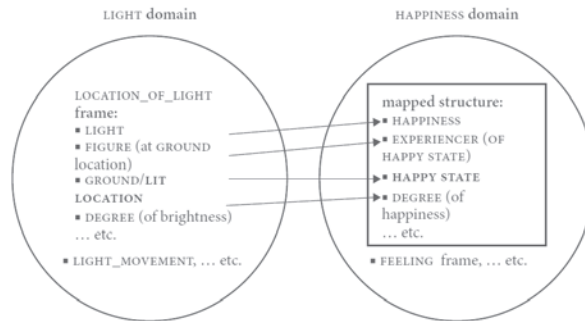 LIGHT domain
HAPPINESS domain
LOCATION_OF_LIGHT
frame:
▪ LIGHT
▪ FIGURE (at GROUND
location)
▪ GROUND/LIT
LOCATION
▪ DEGREE (of brightness)
… etc.
▪ LIGHT_MOVEMENT, … etc.
mapped structure:
▪ HAPPINESS
▪ EXPERIENCER (OF
HAPPY STATE)
▪ HAPPY STATE
▪ DEGREE (of
happiness)
… etc.
▪ FEELING frame, … etc.